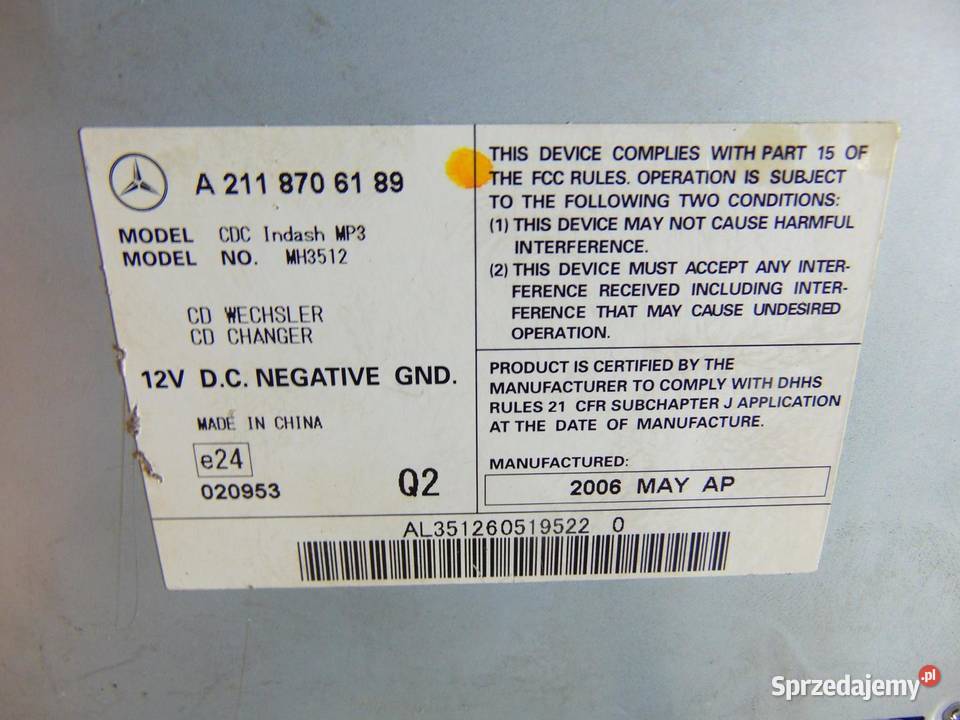 A 211 870 61 89
MODEL CDC Indash MP3
MODEL NO. MH3512
CD WECHSLER
CD CHANGER
12V D.C. NEGATIVE GND.
MADE IN CHINA
e24
020953
Q2
THIS DEVICE COMPLIES WITH PART 15 OF
THE FCC RULES. OPERATION IS SUBJECT
TO THE FOLLOWING TWO CONDITIONS:
(1) THIS DEVICE MAY NOT CAUSE HARMFUL
INTERFERENCE.
(2) THIS DEVICE MUST ACCEPT ANY INTER-
FERENCE RECEIVED INCLUDING INTER-
FERENCE THAT MAY CAUSE UNDESIRED
OPERATION.
PRODUCT IS CERTIFIED BY THE
MANUFACTURER TO COMPLY WITH DHHS
RULES 21 CFR SUBCHAPTER J APPLICATION
AT THE DATE OF MANUFACTURE.
MANUFACTURED:
2006 MAY AP
AL351260519522 0
Sprzedajemy.pl